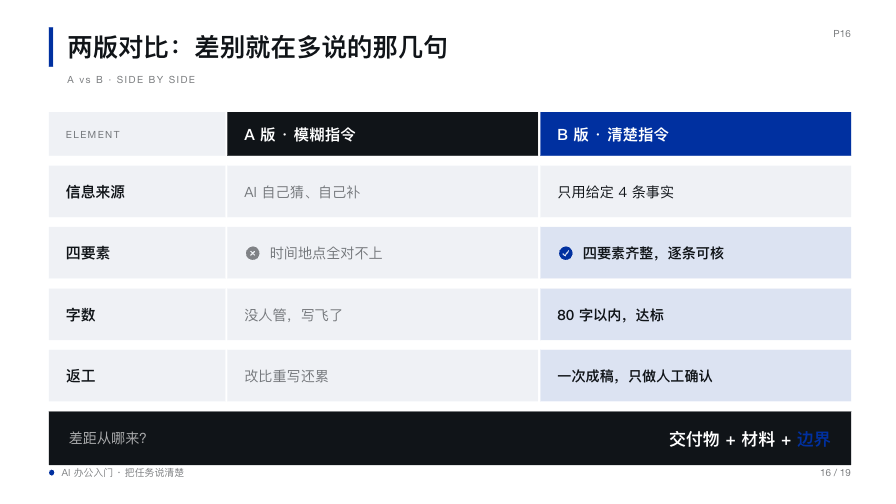 两版对比：差别就在多说的那几句
P16
A vs B · SIDE BY SIDE
ELEMENT
A 版 · 模糊指令
B 版 · 清楚指令
信息来源
AI 自己猜、自己补
只用给定 4 条事实
四要素
时间地点全对不上
四要素齐整，逐条可核
字数
没人管，写飞了
80 字以内，达标
返工
改比重写还累
一次成稿，只做人工确认
差距从哪来？
交付物 + 材料 + 边界
AI 办公入门 · 把任务说清楚
16 / 19